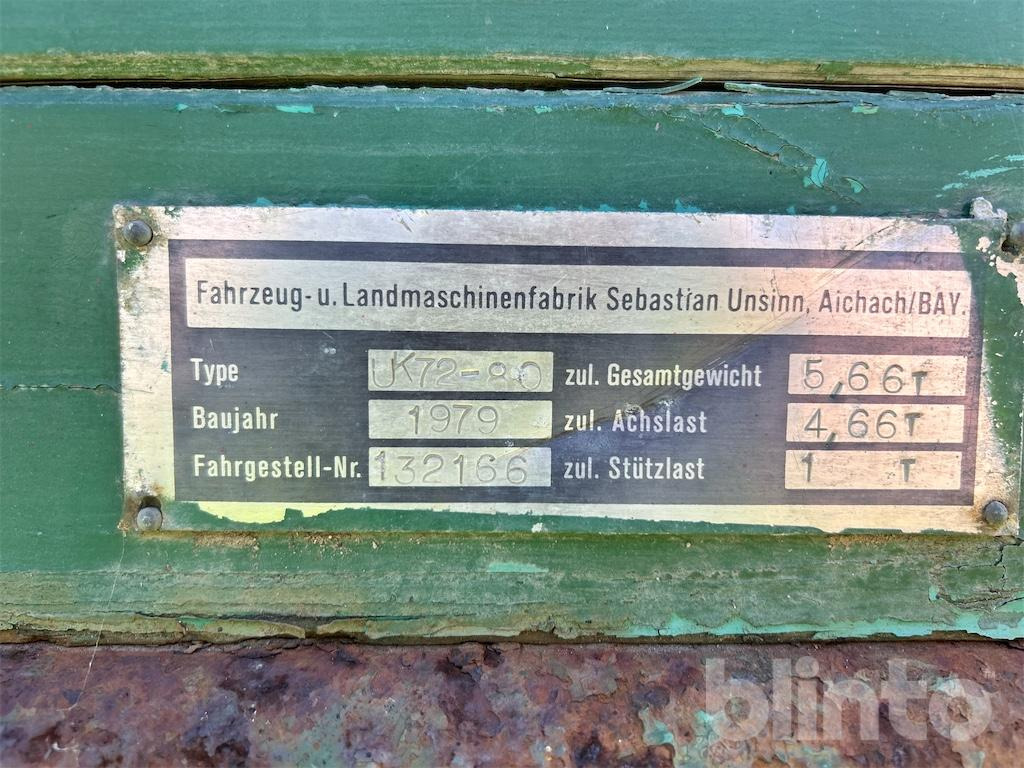 Fahrzeug- u. Landmaschinenfabrik Sebastian Unsinn, Aichach/BAY.
Type UK72-80 zul. Gesamtgewicht 5,66T
Baujahr 1979 zul. Achslast 4,66T
Fahrgestell-Nr. 132166 zul. Stützlast 1 T
blinto